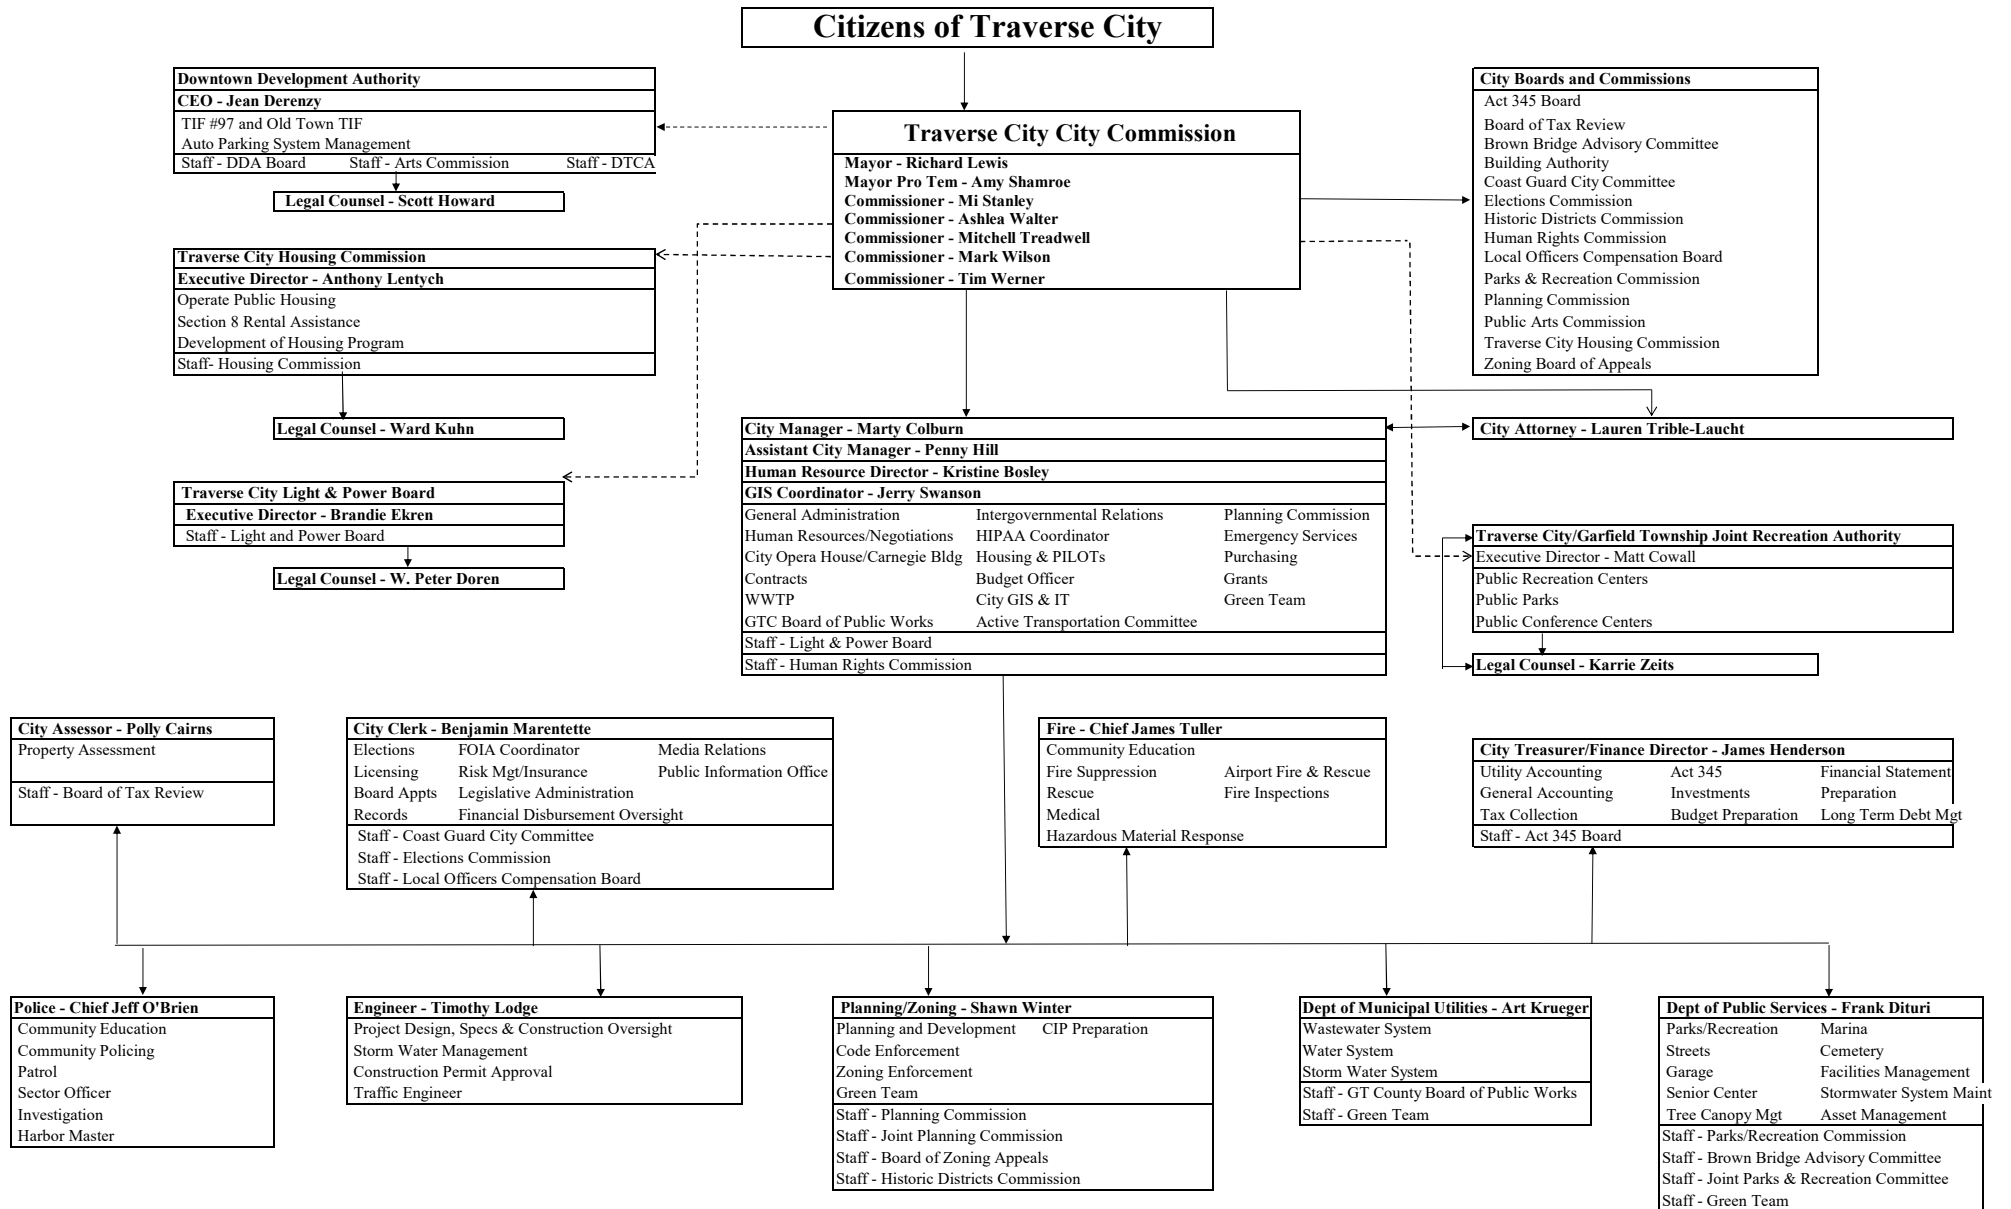 Citizens of Traverse City
Downtown Development Authority
CEO - Jean Derenzy
TIF #97 and Old Town TIF
Auto Parking System Management
Staff - DDA Board Staff - Arts Commission Staff - DTCA
Legal Counsel - Scott Howard
Traverse City City Commission
Mayor - Richard Lewis
Mayor Pro Tem - Amy Shamroe
Commissioner - Mi Stanley
Commissioner - Ashlea Walter
Commissioner - Mitchell Treadwell
Commissioner - Mark Wilson
Commissioner - Tim Werner
City Boards and Commissions
Act 345 Board
Board of Tax Review
Brown Bridge Advisory Committee
Building Authority
Coast Guard City Committee
Elections Commission
Historic Districts Commission
Human Rights Commission
Local Officers Compensation Board
Parks & Recreation Commission
Planning Commission
Public Arts Commission
Traverse City Housing Commission
Zoning Board of Appeals
Traverse City Housing Commission
Executive Director - Anthony Lentych
Operate Public Housing
Section 8 Rental Assistance
Development of Housing Program
Staff- Housing Commission
Legal Counsel - Ward Kuhn
Traverse City Light & Power Board
Executive Director - Brandie Ekren
Staff - Light and Power Board
Legal Counsel - W. Peter Doren
City Manager - Marty Colburn
Assistant City Manager - Penny Hill
Human Resource Director - Kristine Bosley
GIS Coordinator - Jerry Swanson
General Administration Intergovernmental Relations Planning Commission
Human Resources/Negotiations HIPAA Coordinator Emergency Services
City Opera House/Carnegie Bldg Housing & PILOTs Purchasing
Contracts Budget Officer Grants
WWTP City GIS & IT Green Team
GTC Board of Public Works Active Transportation Committee
Staff - Light & Power Board
Staff - Human Rights Commission
City Attorney - Lauren Trible-Laucht
Traverse City/Garfield Township Joint Recreation Authority
Executive Director - Matt Cowall
Public Recreation Centers
Public Parks
Public Conference Centers
Legal Counsel - Karrie Zeits
City Assessor - Polly Cairns
Property Assessment
Staff - Board of Tax Review
City Clerk - Benjamin Marentette
Elections FOIA Coordinator Media Relations
Licensing Risk Mgt/Insurance Public Information Office
Board Appts Legislative Administration
Records Financial Disbursement Oversight
Staff - Coast Guard City Committee
Staff - Elections Commission
Staff - Local Officers Compensation Board
Fire - Chief James Tuller
Community Education
Fire Suppression Airport Fire & Rescue
Rescue Fire Inspections
Medical
Hazardous Material Response
City Treasurer/Finance Director - James Henderson
Utility Accounting Act 345 Financial Statement
General Accounting Investments Preparation
Tax Collection Budget Preparation Long Term Debt Mgt
Staff - Act 345 Board
Police - Chief Jeff O'Brien
Community Education
Community Policing
Patrol
Sector Officer
Investigation
Harbor Master
Engineer - Timothy Lodge
Project Design, Specs & Construction Oversight
Storm Water Management
Construction Permit Approval
Traffic Engineer
Planning/Zoning - Shawn Winter
Planning and Development CIP Preparation
Code Enforcement
Zoning Enforcement
Green Team
Staff - Planning Commission
Staff - Joint Planning Commission
Staff - Board of Zoning Appeals
Staff - Historic Districts Commission
Dept of Municipal Utilities - Art Krueger
Wastewater System
Water System
Storm Water System
Staff - GT County Board of Public Works
Staff - Green Team
Dept of Public Services - Frank Dituri
Parks/Recreation Marina
Streets Cemetery
Garage Facilities Management
Senior Center Stormwater System Maint
Tree Canopy Mgt Asset Management
Staff - Parks/Recreation Commission
Staff - Brown Bridge Advisory Committee
Staff - Joint Parks & Recreation Committee
Staff - Green Team